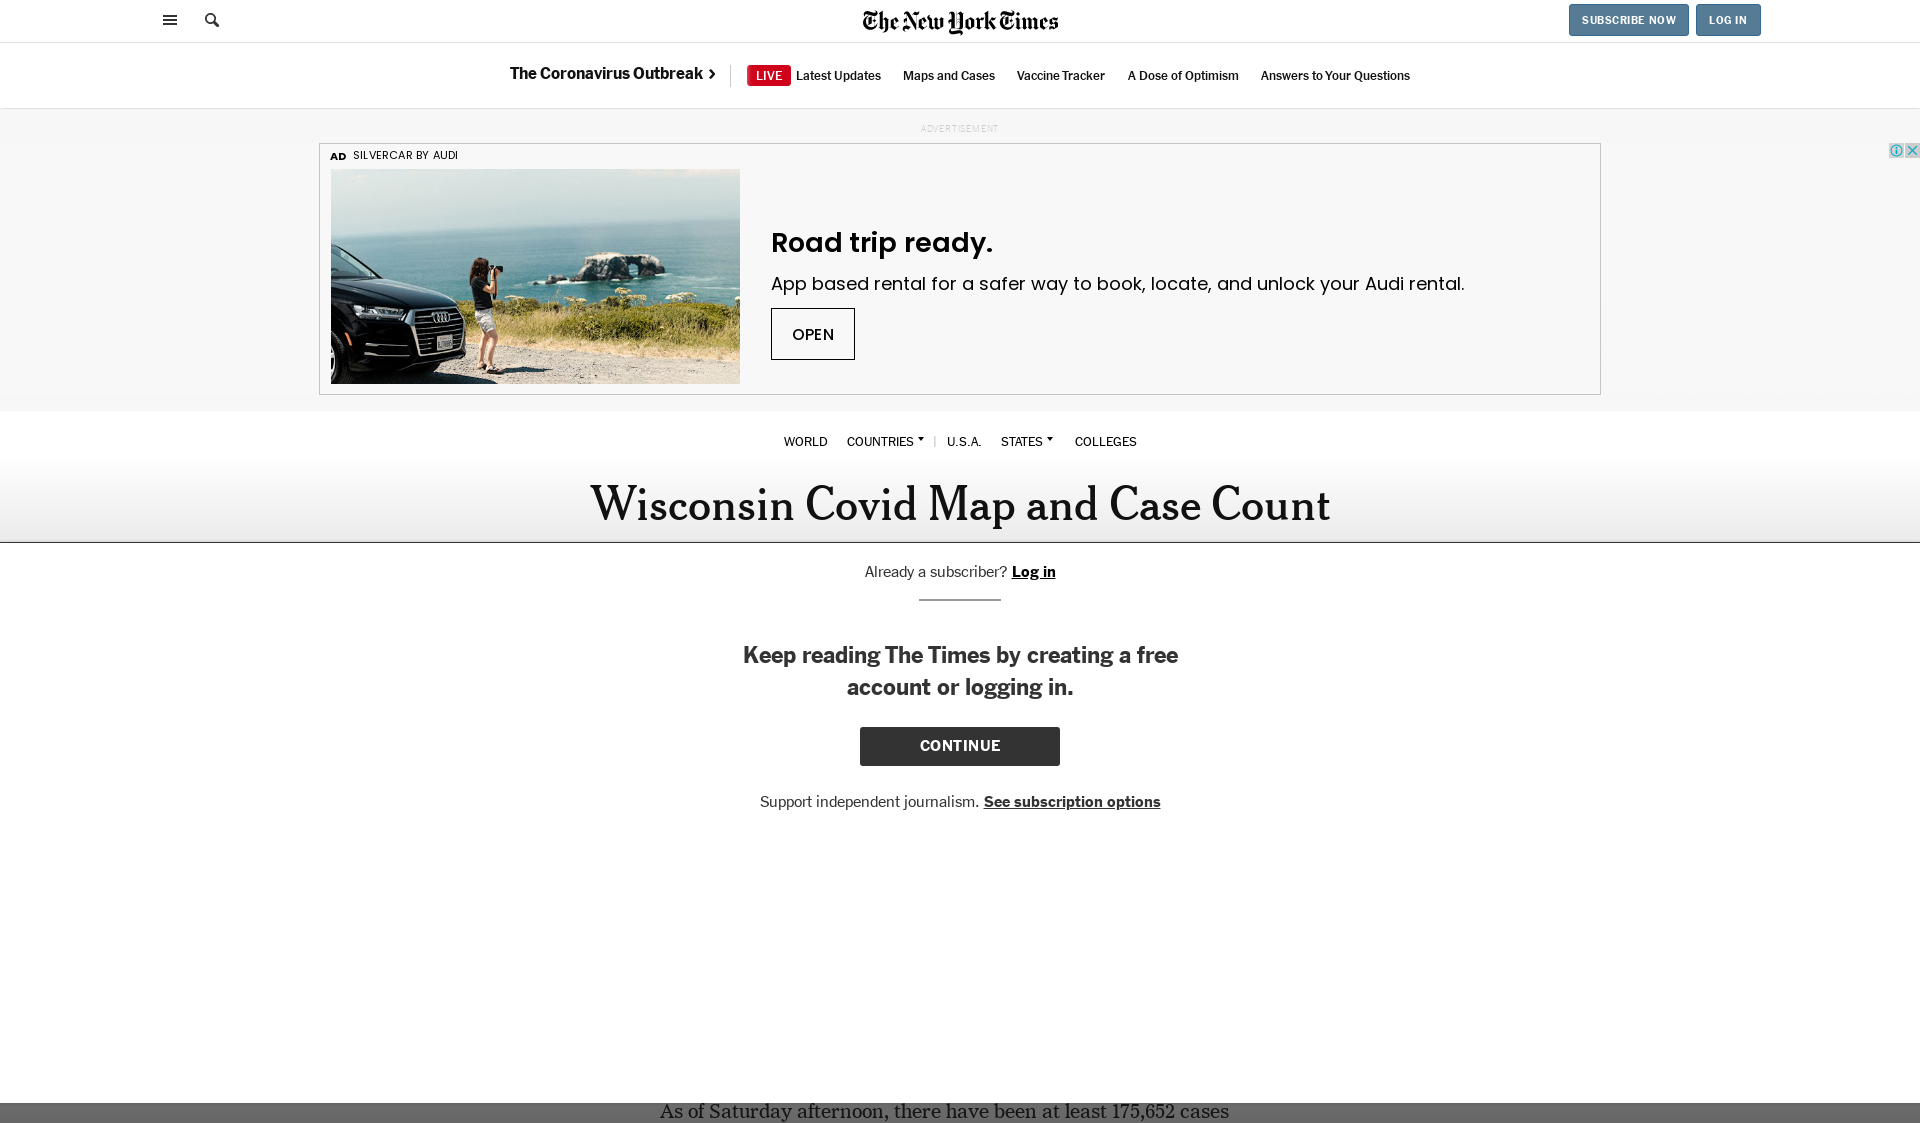 The New York Times
SUBSCRIBE NOW
LOG IN
The Coronavirus Outbreak ›
LIVE Latest Updates
Maps and Cases
Vaccine Tracker
A Dose of Optimism
Answers to Your Questions
ADVERTISEMENT
AD SILVERCAR BY AUDI
Road trip ready.
App based rental for a safer way to book, locate, and unlock your Audi rental.
OPEN
WORLD COUNTRIES | U.S.A. STATES COLLEGES
Wisconsin Covid Map and Case Count
Already a subscriber? Log in
Keep reading The Times by creating a free
account or logging in.
CONTINUE
Support independent journalism. See subscription options
As of Saturday afternoon, there have been at least 175,652 cases